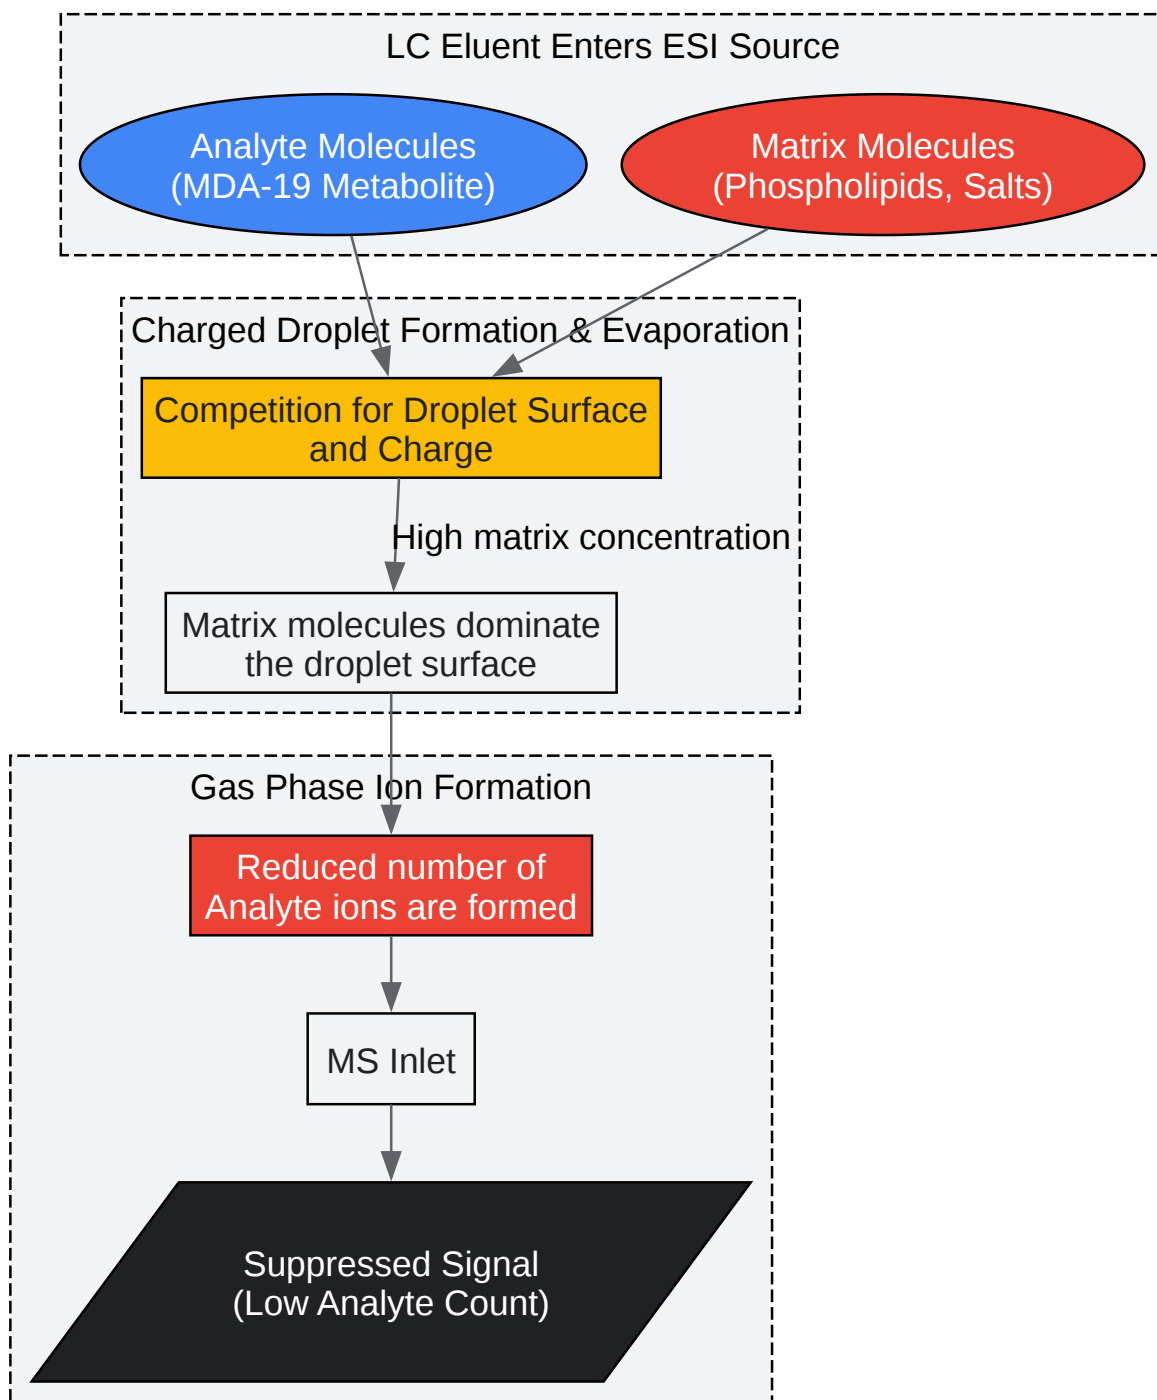 LC Eluent Enters ESI Source
Analyte Molecules
(MDA-19 Metabolite)
Matrix Molecules
(Phospholipids, Salts)
Charged Droplet Formation & Evaporation
Competition for Droplet Surface
and Charge
High matrix concentration
Matrix molecules dominate
the droplet surface
Gas Phase Ion Formation
Reduced number of
Analyte ions are formed
MS Inlet
Suppressed Signal
(Low Analyte Count)